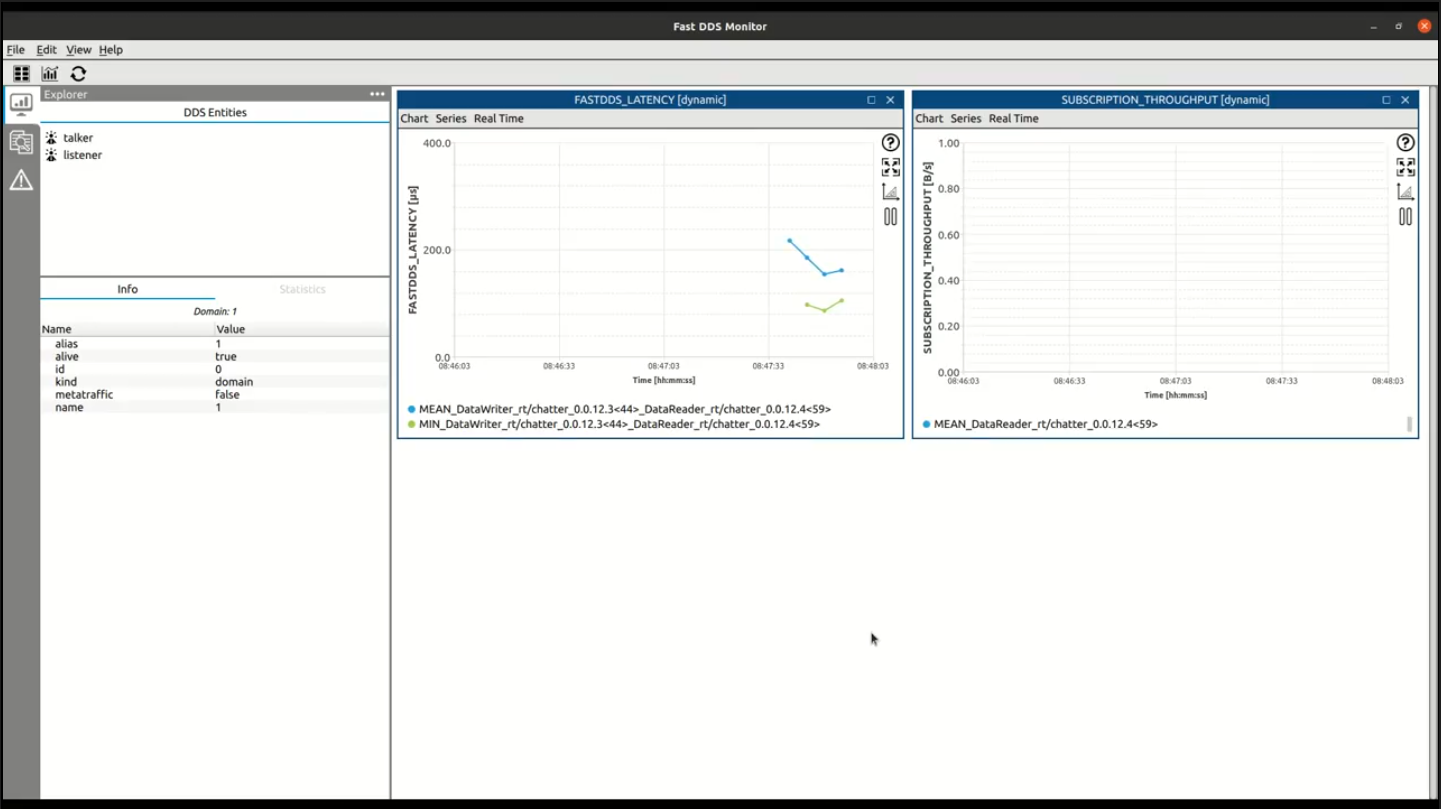 Fast DDS Monitor
File Edit View Help
Explorer
DDS Entities
talker
listener
Info Statistics
Domain: 1
Name Value
alias 1
alive true
id 0
kind domain
metatraffic false
name 1
FASTDDS_LATENCY [dynamic]
Chart Series Real Time
FASTDDS_LATENCY [µs]
400.0
200.0
0.0
08:46:03 08:46:33 08:47:03 08:47:33 08:48:03
Time [hh:mm:ss]
MEAN_DataWriter_rt/chatter_0.0.12.3<44>_DataReader_rt/chatter_0.0.12.4<59>
MIN_DataWriter_rt/chatter_0.0.12.3<44>_DataReader_rt/chatter_0.0.12.4<59>
SUBSCRIPTION_THROUGHPUT [dynamic]
Chart Series Real Time
SUBSCRIPTION_THROUGHPUT [B/s]
1.00
0.80
0.60
0.40
0.20
0.00
08:46:03 08:46:33 08:47:03 08:47:33 08:48:03
Time [hh:mm:ss]
MEAN_DataReader_rt/chatter_0.0.12.4<59>